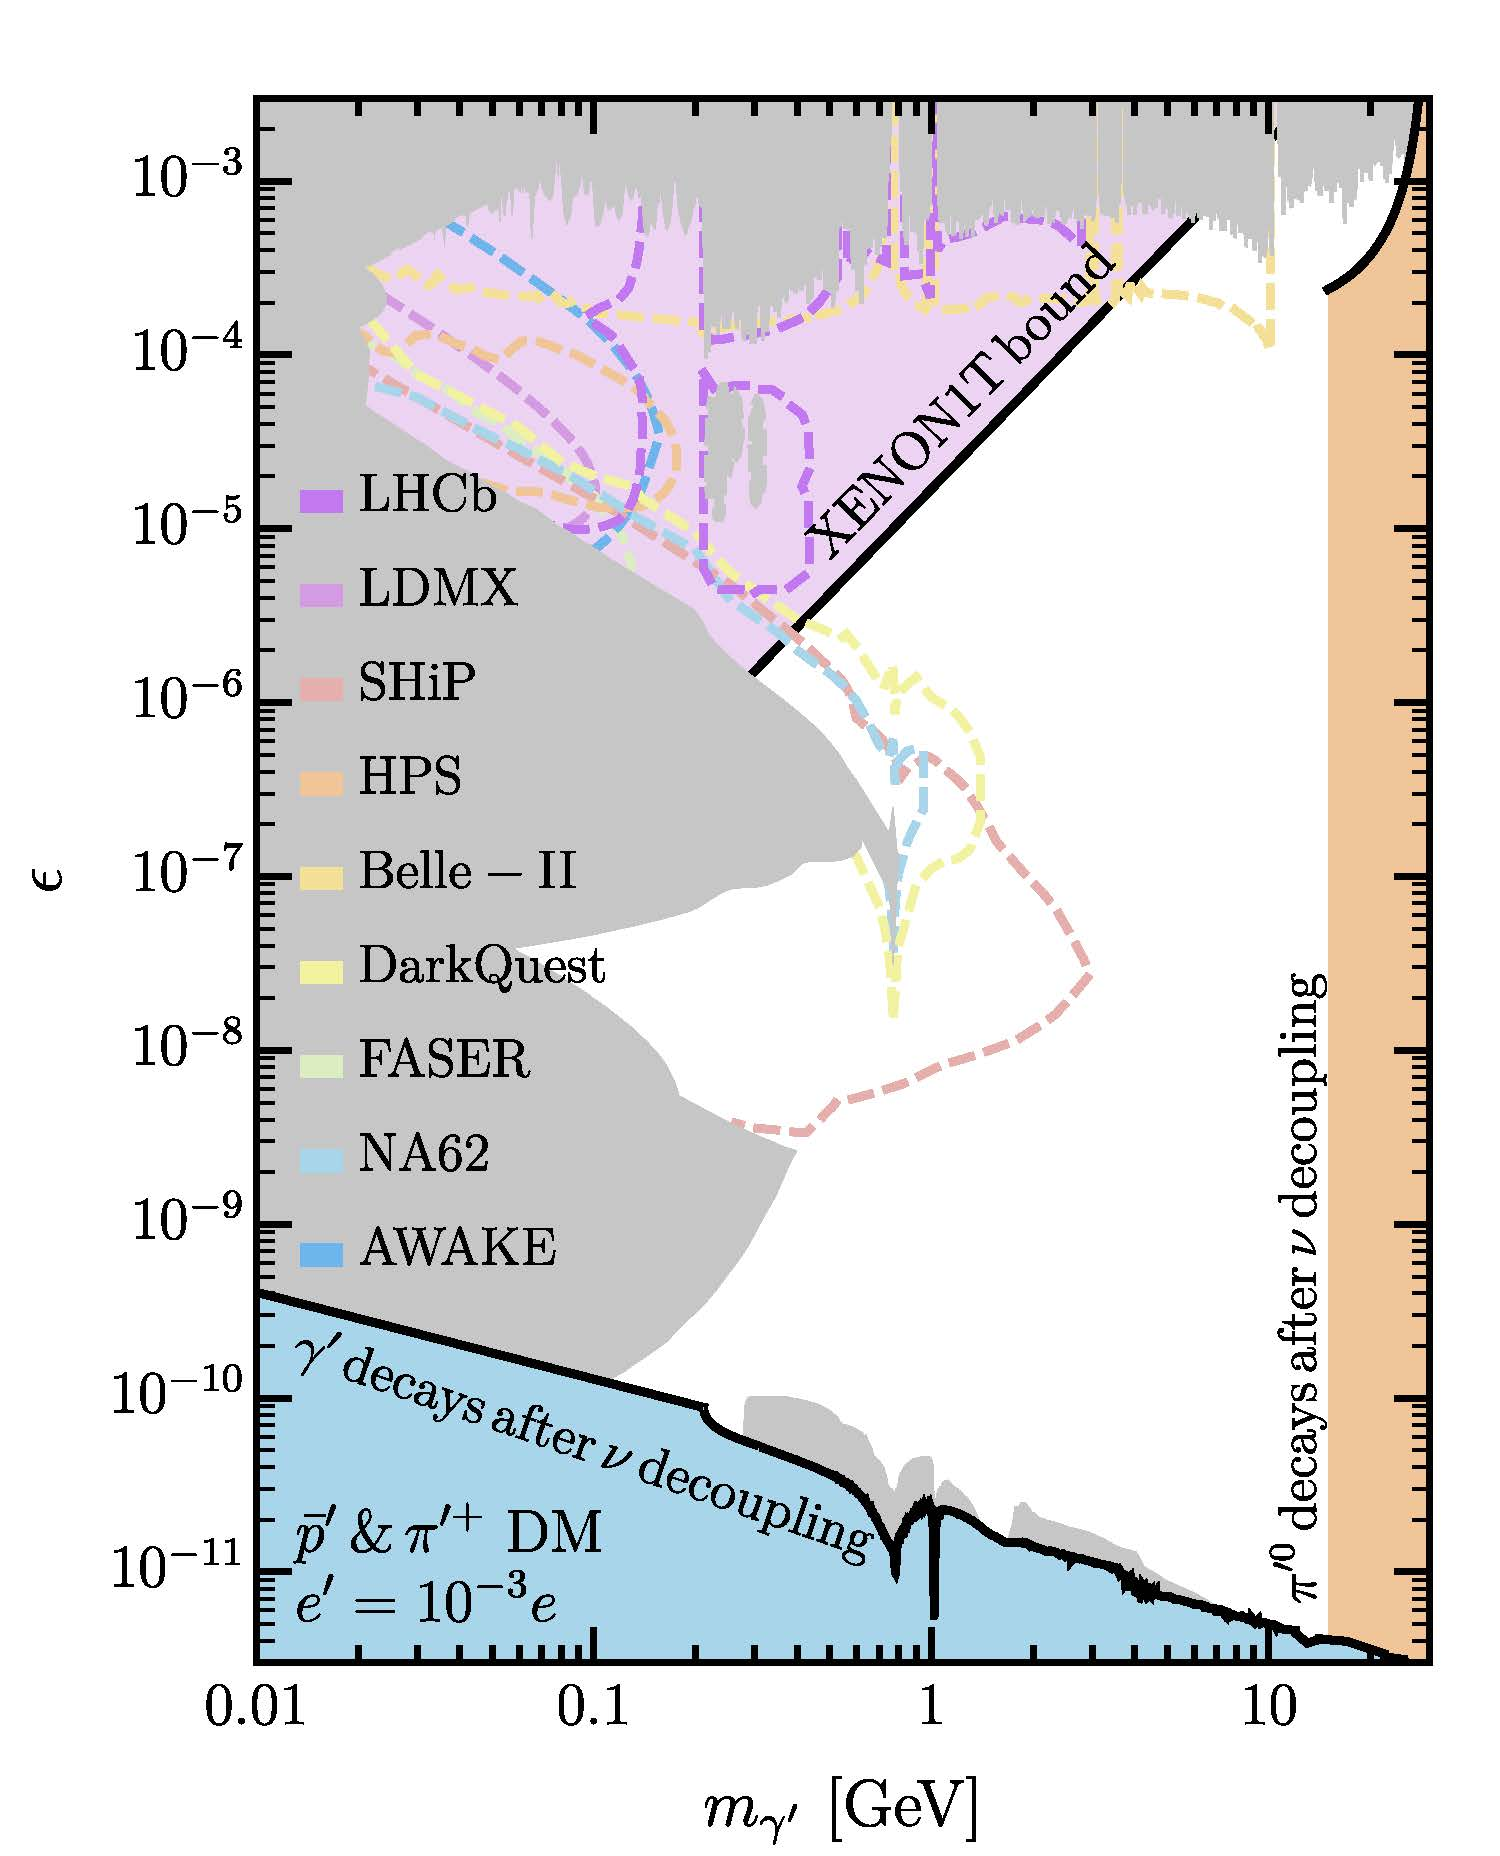 10⁻³
10⁻⁴
10⁻⁵
10⁻⁶
10⁻⁷
10⁻⁸
10⁻⁹
10⁻¹⁰
10⁻¹¹
ϵ
XENON1T bound
LHCb
LDMX
SHiP
HPS
Belle − II
DarkQuest
FASER
NA62
AWAKE
γ′ decays after ν decoupling
p̄′ & π′⁺ DM
e′ = 10⁻³e
π′⁰ decays after ν decoupling
0.01 0.1 1 10
m_γ′ [GeV]